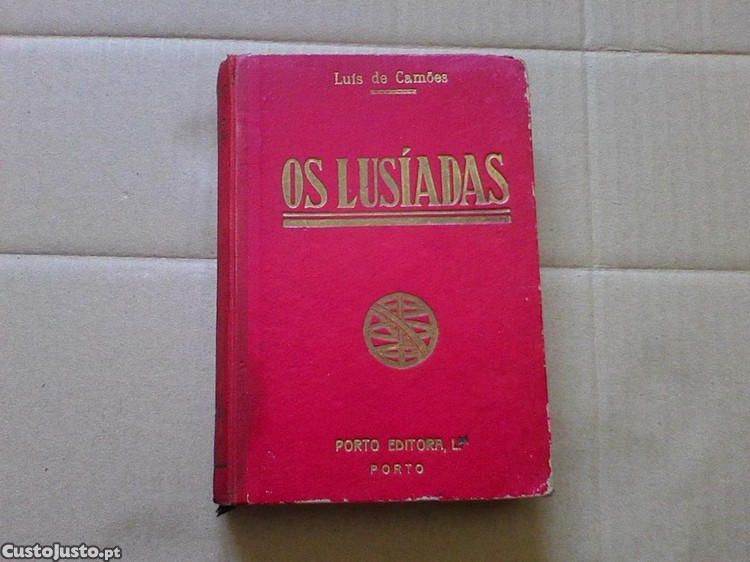 Luís de Camões
OS LUSÍADAS
PORTO EDITORA, L.da
PORTO
CustoJusto.pt